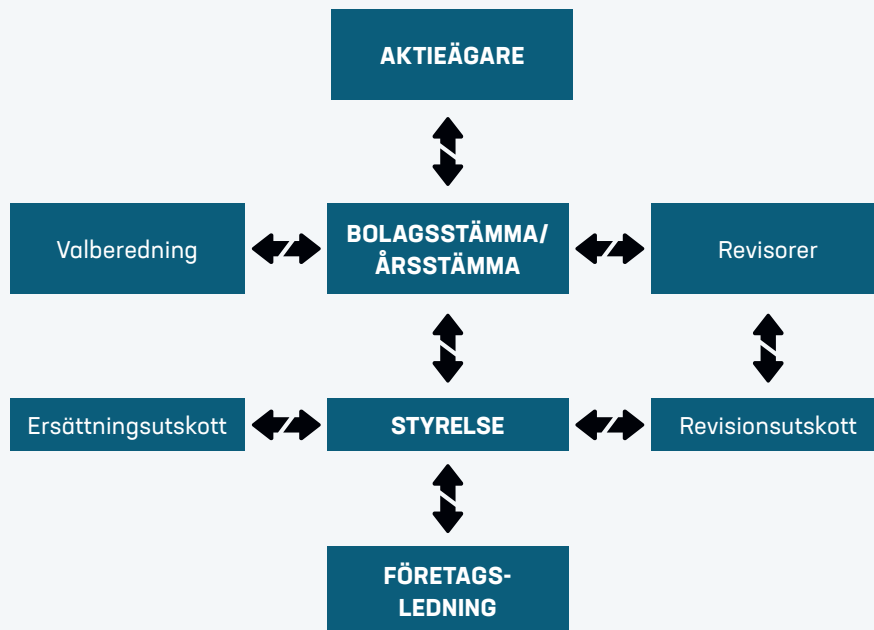 AKTIEÄGARE
Valberedning
BOLAGSSTÄMMA/
ÅRSSTÄMMA
Revisorer
Ersättningsutskott
STYRELSE
Revisionsutskott
FÖRETAGS-
LEDNING